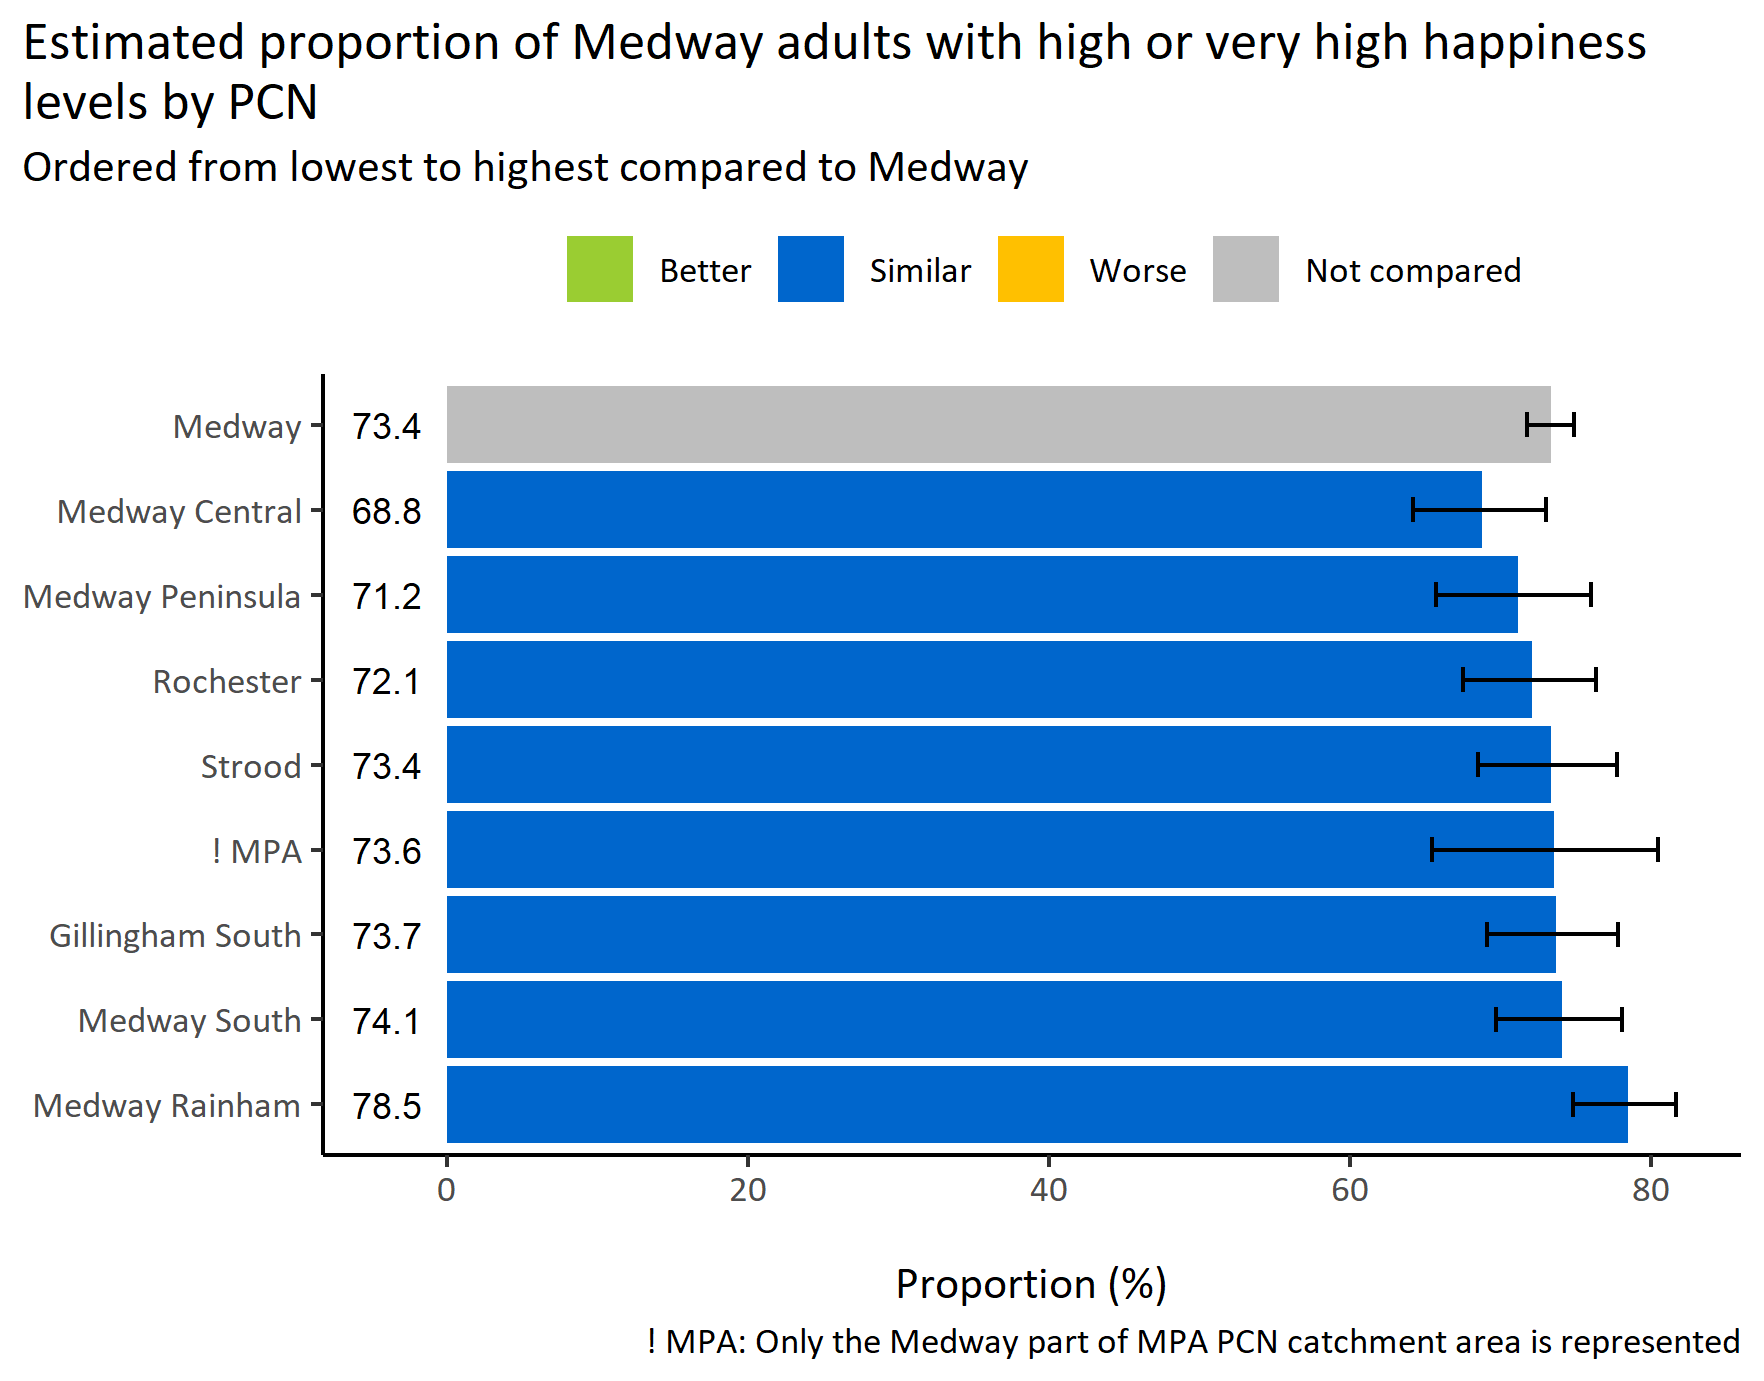 Estimated proportion of Medway adults with high or very high happiness
levels by PCN
Ordered from lowest to highest compared to Medway
Better Similar Worse Not compared
Medway 73.4
Medway Central 68.8
Medway Peninsula 71.2
Rochester 72.1
Strood 73.4
! MPA 73.6
Gillingham South 73.7
Medway South 74.1
Medway Rainham 78.5
0 20 40 60 80
Proportion (%)
! MPA: Only the Medway part of MPA PCN catchment area is represented